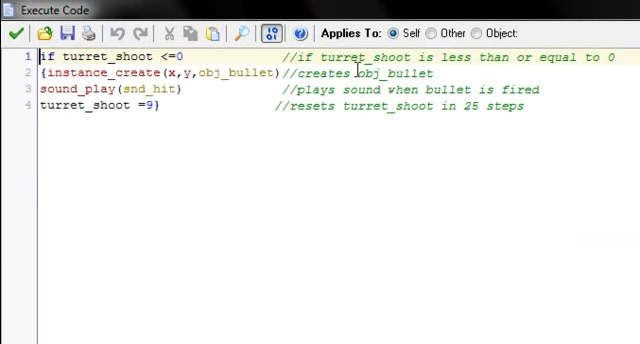 Execute Code
Applies To: Self Other Object:
1 if turret_shoot <=0 //if turret_shoot is less than or equal to 0
2 {instance_create(x,y,obj_bullet)//creates obj_bullet
3 sound_play(snd_hit) //plays sound when bullet is fired
4 turret_shoot =9} //resets turret_shoot in 25 steps